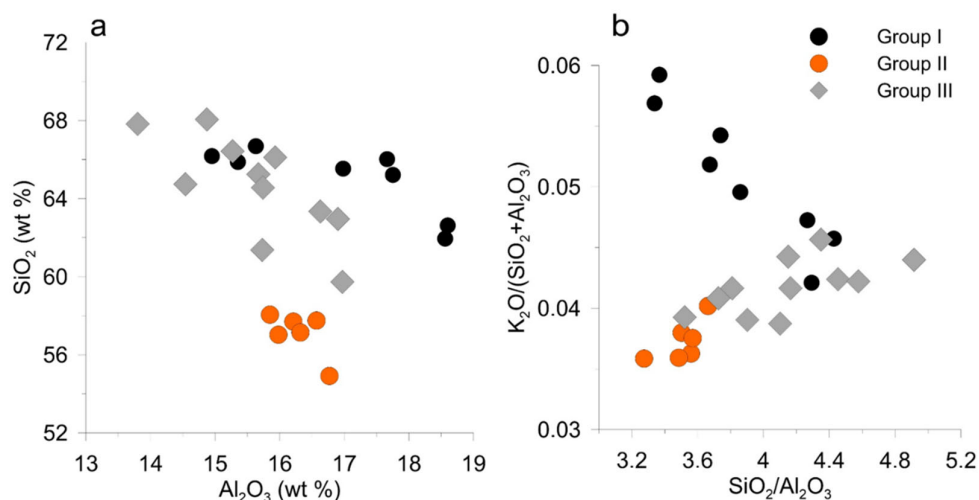 a
72
68
64
60
56
52
SiO₂ (wt %)
13 14 15 16 17 18 19
Al₂O₃ (wt %)
b
Group I
Group II
Group III
0.06
0.05
0.04
0.03
K₂O/(SiO₂+Al₂O₃)
3.2 3.6 4 4.4 4.8 5.2
SiO₂/Al₂O₃